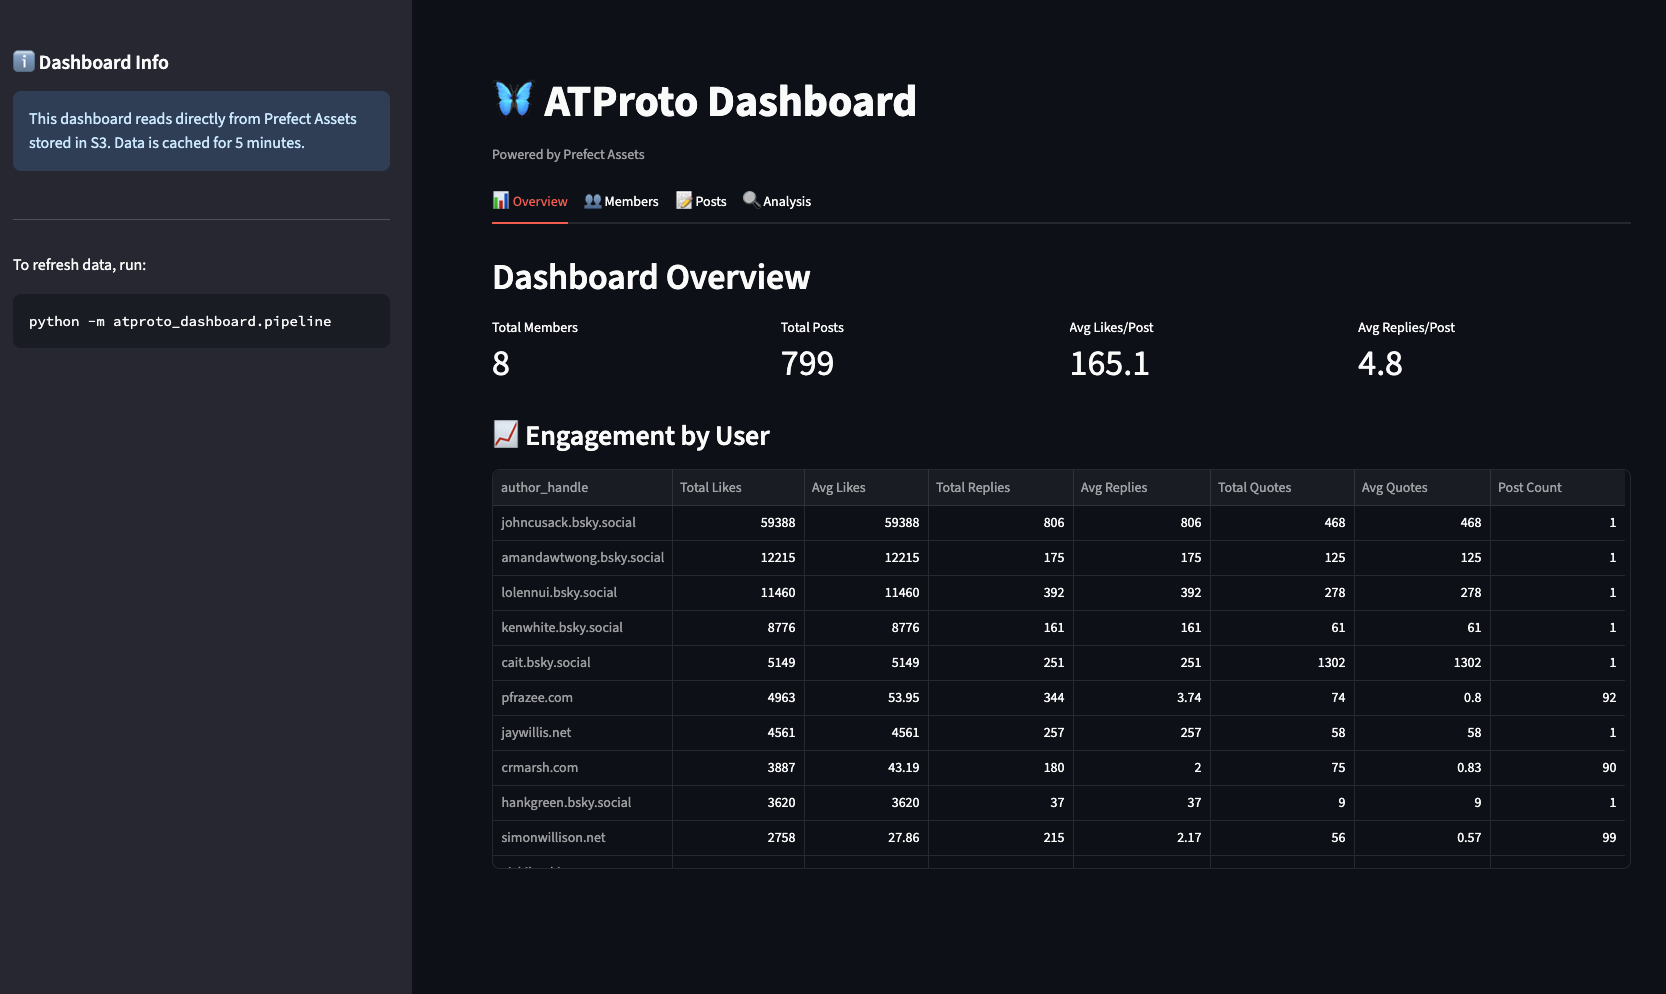 Dashboard Info
This dashboard reads directly from Prefect Assets
stored in S3. Data is cached for 5 minutes.
To refresh data, run:
python -m atproto_dashboard.pipeline
ATProto Dashboard
Powered by Prefect Assets
Overview Members Posts Analysis
Dashboard Overview
Total Members Total Posts Avg Likes/Post Avg Replies/Post
8 799 165.1 4.8
Engagement by User
author_handle Total Likes Avg Likes Total Replies Avg Replies Total Quotes Avg Quotes Post Count
johncusack.bsky.social 59388 59388 806 806 468 468 1
amandawtwong.bsky.social 12215 12215 175 175 125 125 1
lolennui.bsky.social 11460 11460 392 392 278 278 1
kenwhite.bsky.social 8776 8776 161 161 61 61 1
cait.bsky.social 5149 5149 251 251 1302 1302 1
pfrazee.com 4963 53.95 344 3.74 74 0.8 92
jaywillis.net 4561 4561 257 257 58 58 1
crmarsh.com 3887 43.19 180 2 75 0.83 90
hankgreen.bsky.social 3620 3620 37 37 9 9 1
simonwillison.net 2758 27.86 215 2.17 56 0.57 99